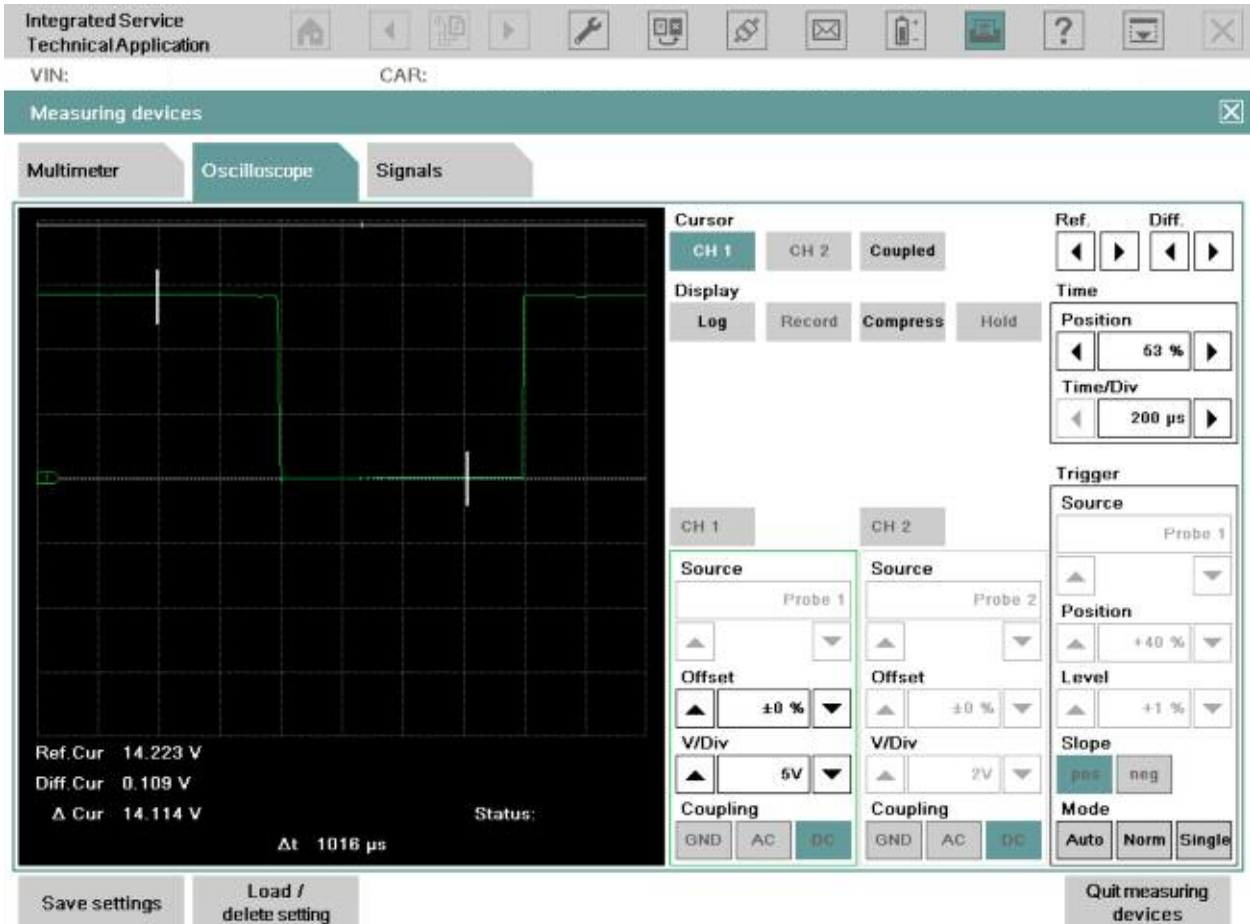 Integrated Service
Technical Application
?
VIN:
CAR:
Measuring devices
Multimeter
Oscilloscope
Signals
Cursor
CH 1
CH 2
Coupled
Display
Log
Record
Compress
Hold
Ref.
Diff.
Time
Position
53 %
Time/Div
200 µs
1
Ref.Cur 14.223 V
Diff.Cur 0.109 V
Δ Cur 14.114 V
Status:
Δt 1016 µs
CH 1
Source
Probe 1
Offset
±0 %
V/Div
5V
Coupling
GND
AC
DC
CH 2
Source
Probe 2
Offset
±0 %
V/Div
2V
Coupling
GND
AC
DC
Trigger
Source
Probe 1
Position
+40 %
Level
+1 %
Slope
pos
neg
Mode
Auto
Norm
Single
Save settings
Load /
delete setting
Quit measuring
devices